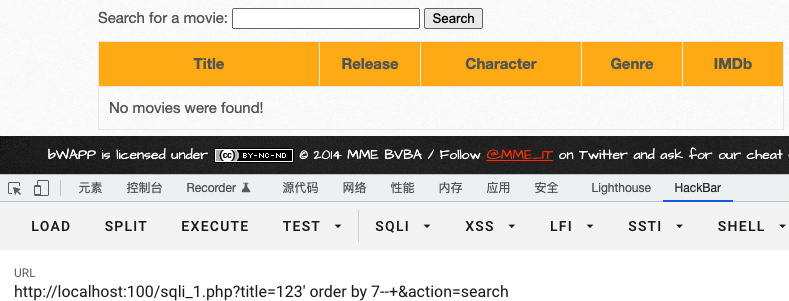 Search for a movie: Search
Title Release Character Genre IMDb
No movies were found!
bWAPP is licensed under cc BY-NC-ND © 2014 MME BVBA / Follow @MME_IT on Twitter and ask for our cheat
元素 控制台 Recorder 源代码 网络 性能 内存 应用 安全 Lighthouse HackBar
LOAD SPLIT EXECUTE TEST SQLI XSS LFI SSTI SHELL
URL
http://localhost:100/sqli_1.php?title=123' order by 7--+&action=search